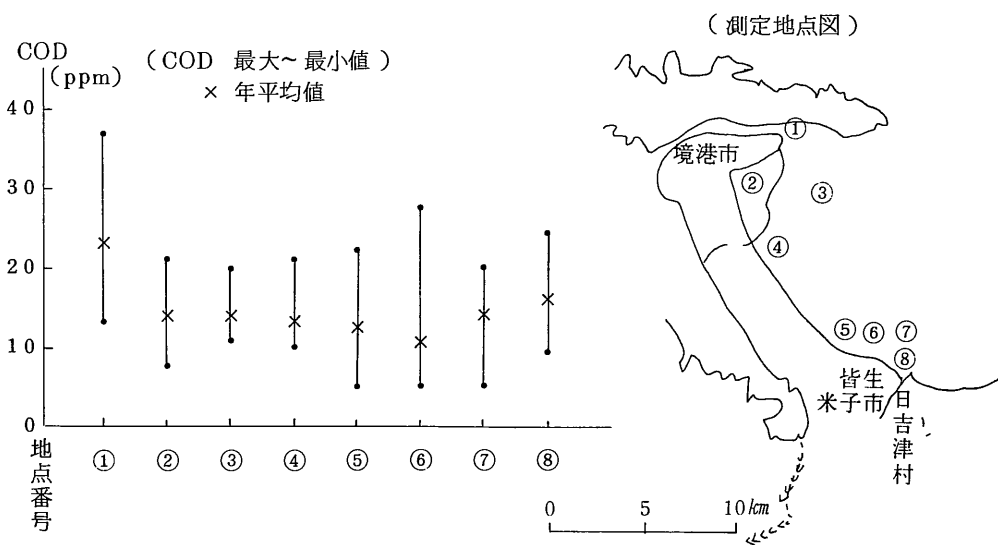 COD
(ppm)
(COD 最大~最小値)
× 年平均値
40
30
20
10
0
地点番号
① ② ③ ④ ⑤ ⑥ ⑦ ⑧
(測定地点図)
①
境港市
②
③
④
⑤ ⑥ ⑦
⑧
皆生
米子市
日吉津村
0 5 10km